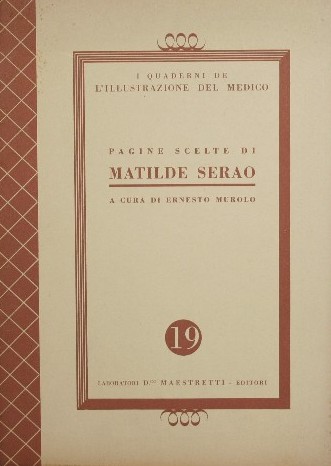 I QUADERNI DE
L'ILLUSTRAZIONE DEL MEDICO
PAGINE SCELTE DI
MATILDE SERAO
A CURA DI ERNESTO MUROLO
19
LABORATORI D.ri MAESTRETTI - EDITORI